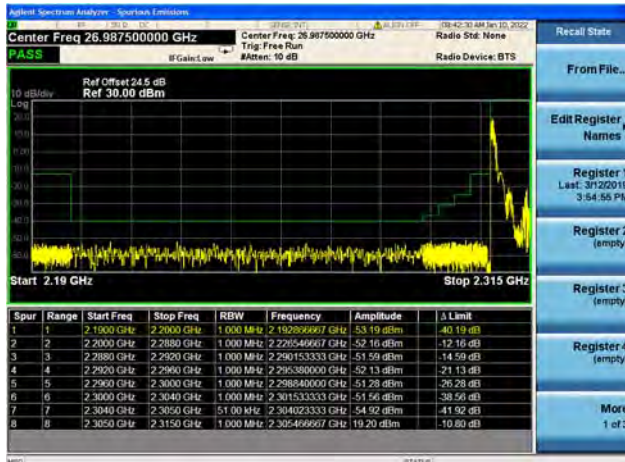 Agilent Spectrum Analyzer - Spurious Emissions
08:42:30 AM Jan 10, 2022
Center Freq 26.987500000 GHz
Center Freq: 26.987500000 GHz
Radio Std: None
Trig: Free Run
PASS
IFGain:Low
#Atten: 10 dB
Radio Device: BTS
Ref Offset 24.5 dB
10 dB/div
Ref 30.00 dBm
Log
Start 2.19 GHz
Stop 2.315 GHz
Spur Range Start Freq Stop Freq RBW Frequency Amplitude Δ Limit
1 1 2.1900 GHz 2.2000 GHz 1.000 MHz 2.192866667 GHz -53.19 dBm -40.19 dB
2 2 2.2000 GHz 2.2880 GHz 1.000 MHz 2.226546667 GHz -52.16 dBm -12.16 dB
3 3 2.2880 GHz 2.2920 GHz 1.000 MHz 2.290153333 GHz -51.59 dBm -14.59 dB
4 4 2.2920 GHz 2.2960 GHz 1.000 MHz 2.295380000 GHz -52.13 dBm -21.13 dB
5 5 2.2960 GHz 2.3000 GHz 1.000 MHz 2.298840000 GHz -51.28 dBm -26.28 dB
6 6 2.3000 GHz 2.3040 GHz 1.000 MHz 2.301533333 GHz -51.56 dBm -38.56 dB
7 7 2.3040 GHz 2.3050 GHz 51.00 kHz 2.304023333 GHz -54.92 dBm -41.92 dB
8 8 2.3050 GHz 2.3150 GHz 1.000 MHz 2.305466667 GHz 19.20 dBm -10.80 dB
Recall State
From File..
Edit Register
Names
Register 1
Last: 3/12/2019
3:54:55 PM
Register 2
(empty
Register 3
(empty
Register 4
(empty
More
1 of